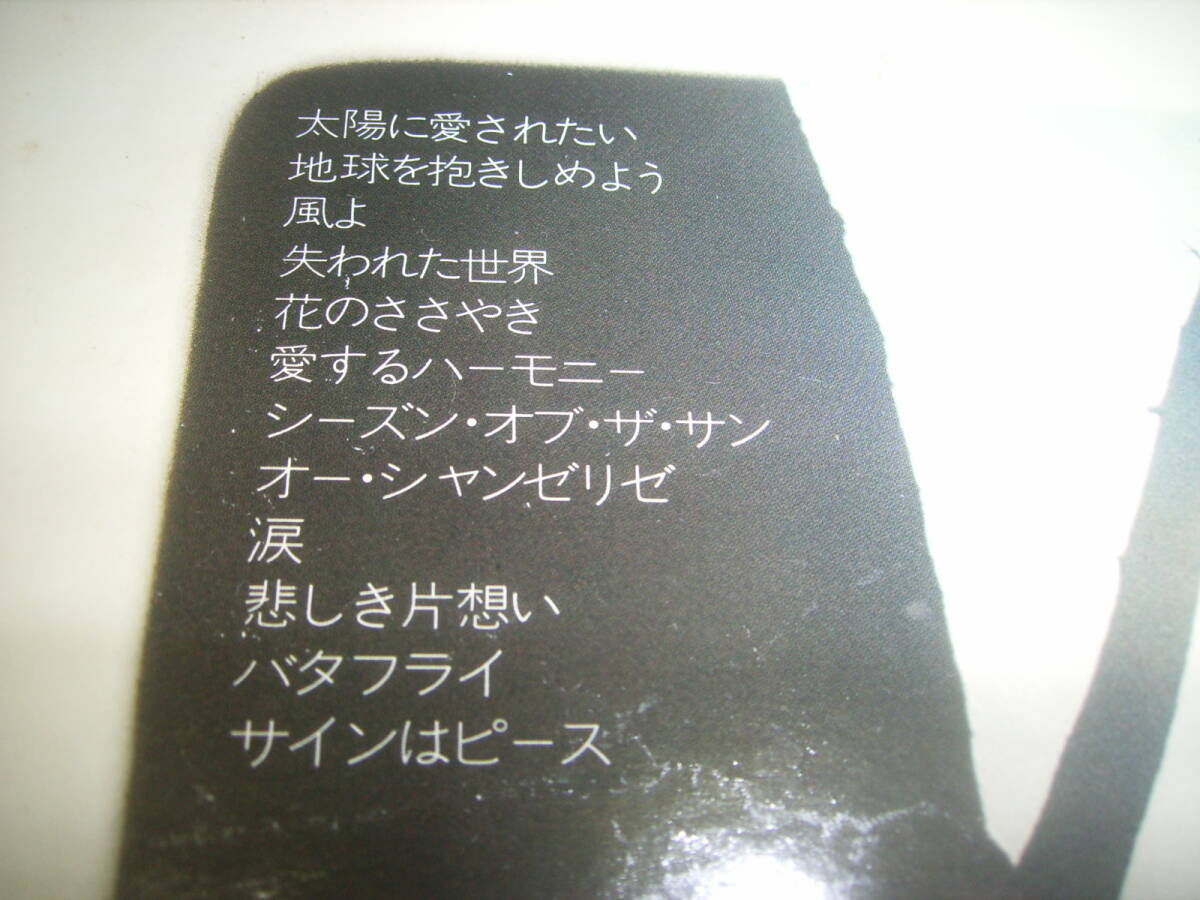 太陽に愛されたい
地球を抱きしめよう
風よ
失われた世界
花のささやき
愛するハーモニー
シーズン・オブ・ザ・サン
オー・シャンゼリゼ
涙
悲しき片想い
バタフライ
サインはピース